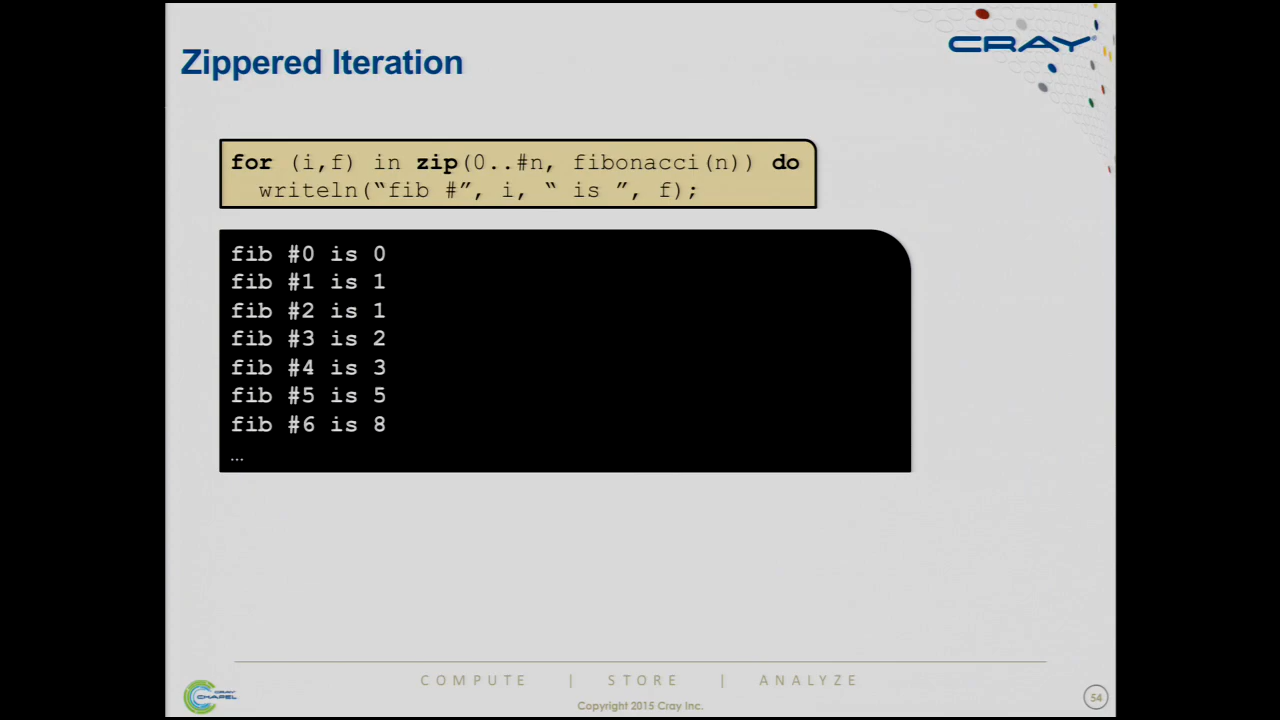 CRAY
Zippered Iteration
for (i,f) in zip(0..#n, fibonacci(n)) do
writeln(“fib #”, i, “ is ”, f);
fib #0 is 0
fib #1 is 1
fib #2 is 1
fib #3 is 2
fib #4 is 3
fib #5 is 5
fib #6 is 8
…
COMPUTE | STORE | ANALYZE
Copyright 2015 Cray Inc.
CRAY
CHAPEL
54